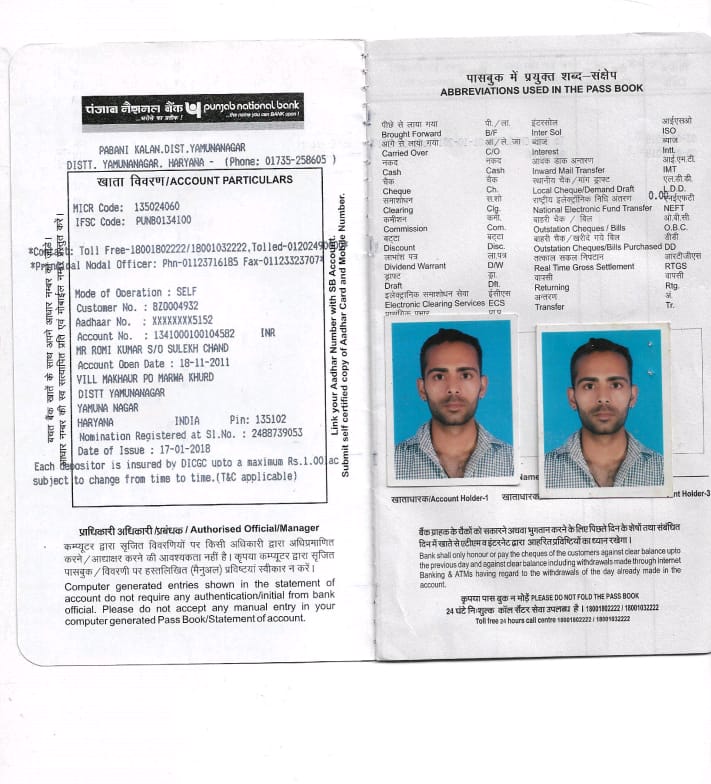 पंजाब नैशनल बैंक punjab national bank
...भरोसे का प्रतीक ! ...the name you can BANK upon !
PABANI KALAN.DIST.YAMUNANAGAR
DISTT. YAMUNANAGAR. HARYANA - (Phone: 01735-258605 )
खाता विवरण/ACCOUNT PARTICULARS
MICR Code: 135024060
IFSC Code: PUNB0134100
Toll Free-18001802222/18001032222,Tolled-0120249
Nodal Officer: Phn-01123716185 Fax-01123323707*
Mode of Operation : SELF
Customer No. : BZ0004932
Aadhaar No. : XXXXXXXX5152
Account No. : 1341000100104582 INR
MR ROMI KUMAR S/O SULEKH CHAND
Account Open Date : 18-11-2011
VILL MAKHAUR PO MARWA KHURD
DISTT YAMUNANAGAR
YAMUNA NAGAR
HARYANA INDIA Pin: 135102
Nomination Registered at Sl.No. : 2488739053
Date of Issue : 17-01-2018
Each depositor is insured by DICGC upto a maximum Rs.1.00 ac
subject to change from time to time.(T&C applicable)
बचत बैंक खाते के साथ अपने आधार नम्बर को जोड़ें।
आधार नम्बर की स्व सत्यापित प्रति एवं मोबाईल नम्बर प्रस्तुत करें।
Link your Aadhar Number with SB Account.
Submit self certified copy of Aadhar Card and Mobile Number.
प्राधिकारी अधिकारी/प्रबंधक / Authorised Official/Manager
कम्प्यूटर द्वारा सृजित विवरणियों पर किसी अधिकारी द्वारा अधिप्रमाणित
करने/आद्याक्षर करने की आवश्यकता नहीं है। कृपया कम्प्यूटर द्वारा सृजित
पासबुक/विवरणी पर हस्तलिखित (मैनुअल) प्रविष्टियां स्वीकार न करें।
Computer generated entries shown in the statement of
account do not require any authentication/initial from bank
official. Please do not accept any manual entry in your
computer generated Pass Book/Statement of account.
पासबुक में प्रयुक्त शब्द–संक्षेप
ABBREVIATIONS USED IN THE PASS BOOK
पीछे से लाया गया पी./ला. इंटरसोल आईएसओ
Brought Forward B/F Inter Sol ISO
आगे से लाया गया आ/ले. जा ब्याज ब्याज
Carried Over C/O Interest Intt.
नकद नकद आवक डाक अन्तरण आई.एम.टी.
Cash Cash Inward Mail Transfer IMT
चैक चैक स्थानीय चैक/मांग ड्राफ्ट एल.डी.डी.
Cheque Ch. Local Cheque/Demand Draft L.D.D.
समाशोधन स.शो राष्ट्रीय इलेक्ट्रोनिक निधि अंतरण 0.00 एनईएफटी
Clearing Clg. National Electronic Fund Transfer NEFT
कमीशन कमी. बाहरी चैक / बिल ओ.बी.सी.
Commission Com. Outstation Cheques / Bills O.B.C.
बट्टा बट्टा बाहरी चैक/खरीदे गये बिल डीडी
Discount Disc. Outstation Cheques/Bills Purchased DD
लाभांश पत्र ला.पत्र तत्काल सकल निपटान आरटीजीएस
Dividend Warrant D/W Real Time Gross Settlement RTGS
ड्राफ्ट ड्रा. वापसी वापसी
Draft Dft. Returning Rtg.
इलेक्ट्रॉनिक समाशोधन सेवा ईसीएस अन्तरण अं.
Electronic Clearing Services ECS Transfer Tr.
खाताधारक/Account Holder-1 खाताधारक nt Holder-3
बैंक ग्राहक के चैकों को सकारने अथवा भुगतान करने के लिए पिछले दिन के शेषों तथा संबंधित
दिन में खाते से एटीएम व इंटरनेट द्वारा आहरित प्रविष्टियों का ध्यान रखेगा।
Bank shall only honour or pay the cheques of the customers against clear balance upto
the previous day and against clear balance including withdrawals made through Internet
Banking & ATMs having regard to the withdrawals of the day already made in the
account.
कृपया पास बुक न मोड़ें PLEASE DO NOT FOLD THE PASS BOOK
24 घंटे निःशुल्क कॉल सैंटर सेवा उपलब्ध है। 18001802222 / 18001032222
Toll free 24 hours call centre 18001802222 / 18001032222